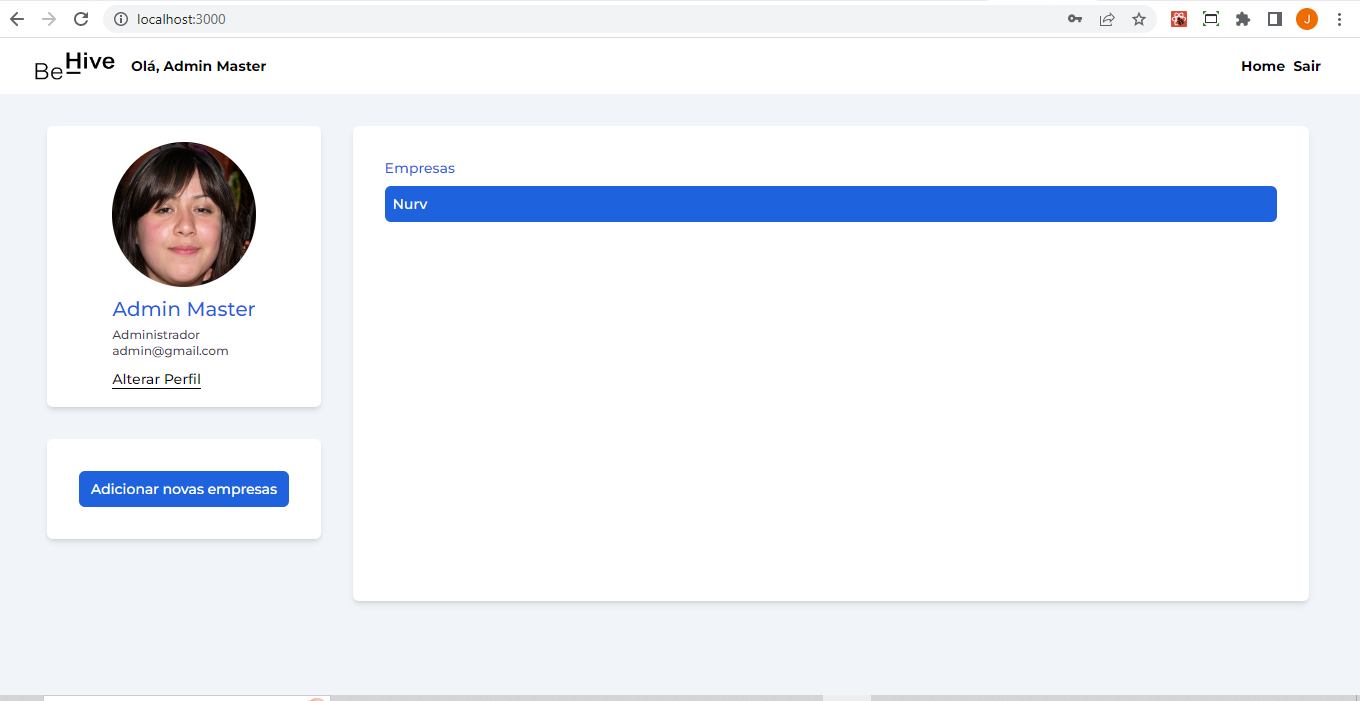 localhost:3000
J
BeHive Olá, Admin Master Home Sair
Admin Master
Administrador
admin@gmail.com
Alterar Perfil
Adicionar novas empresas
Empresas
Nurv